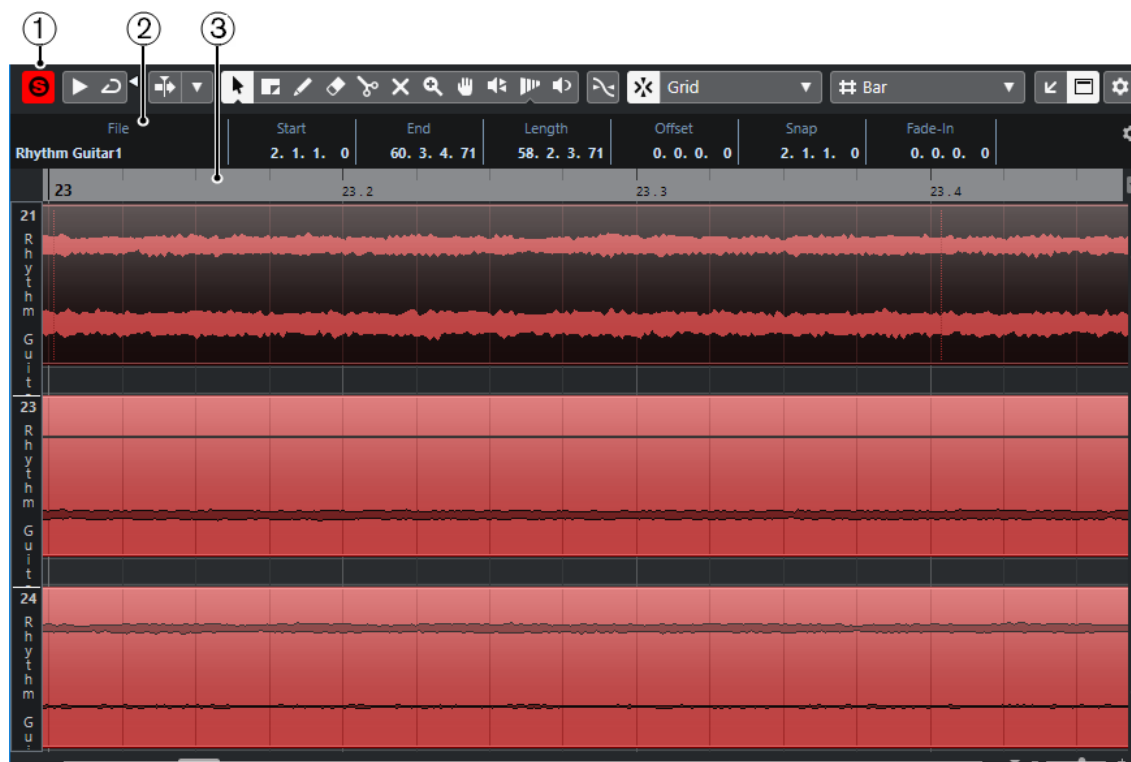 1 2 3
S Grid Bar
File Start End Length Offset Snap Fade-In
Rhythm Guitar1 2. 1. 1. 0 60. 3. 4. 71 58. 2. 3. 71 0. 0. 0. 0 2. 1. 1. 0 0. 0. 0. 0
23 23.2 23.3 23.4
21
Rhythm Guit
23
Rhythm Guit
24
Rhythm Gu